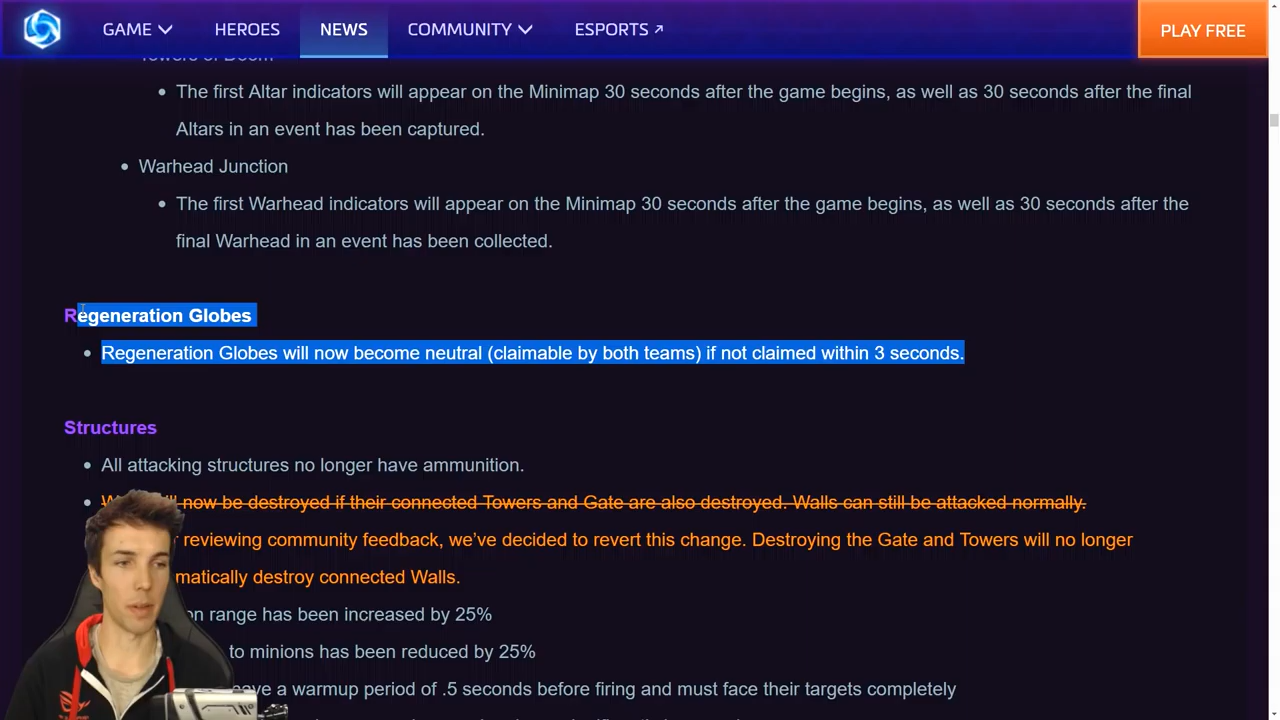 GAME HEROES NEWS COMMUNITY ESPORTS PLAY FREE
Towers of Doom
The first Altar indicators will appear on the Minimap 30 seconds after the game begins, as well as 30 seconds after the final
Altars in an event has been captured.
Warhead Junction
The first Warhead indicators will appear on the Minimap 30 seconds after the game begins, as well as 30 seconds after the
final Warhead in an event has been collected.
Regeneration Globes
Regeneration Globes will now become neutral (claimable by both teams) if not claimed within 3 seconds.
Structures
All attacking structures no longer have ammunition.
now be destroyed if their connected Towers and Gate are also destroyed. Walls can still be attacked normally.
reviewing community feedback, we've decided to revert this change. Destroying the Gate and Towers will no longer
matically destroy connected Walls.
on range has been increased by 25%
to minions has been reduced by 25%
ave a warmup period of .5 seconds before firing and must face their targets completely